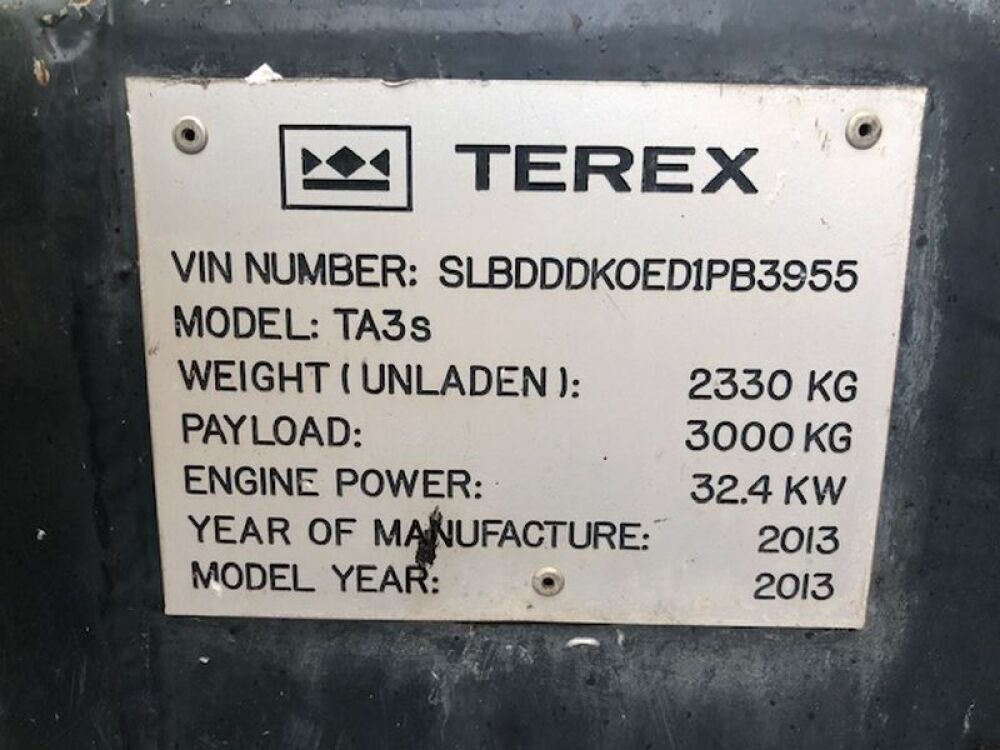 TEREX
VIN NUMBER: SLBDDDKOED1PB3955
MODEL: TA3s
WEIGHT (UNLADEN): 2330 KG
PAYLOAD: 3000 KG
ENGINE POWER: 32.4 KW
YEAR OF MANUFACTURE: 2013
MODEL YEAR: 2013